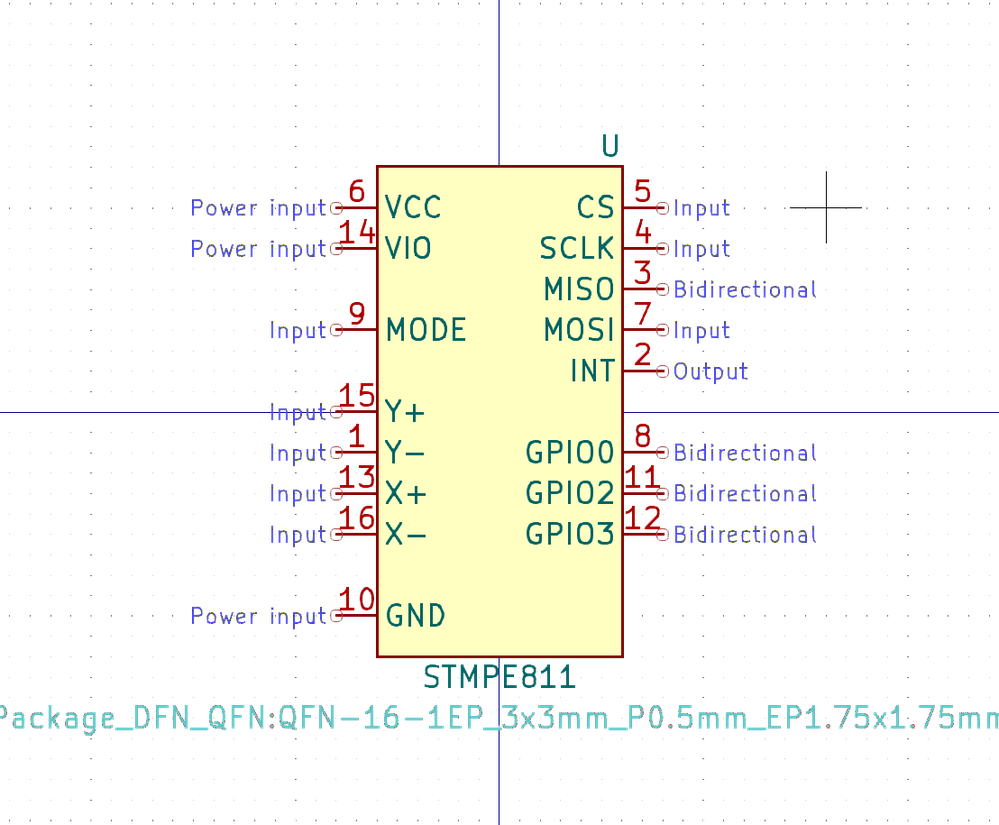 U
Power input 6 VCC CS 5 Input
Power input 14 VIO SCLK 4 Input
MISO 3 Bidirectional
Input 9 MODE MOSI 7 Input
INT 2 Output
Input 15 Y+
Input 1 Y- GPIO0 8 Bidirectional
Input 13 X+ GPIO2 11 Bidirectional
Input 16 X- GPIO3 12 Bidirectional
Power input 10 GND
STMPE811
Package_DFN_QFN:QFN-16-1EP_3x3mm_P0.5mm_EP1.75x1.75mm